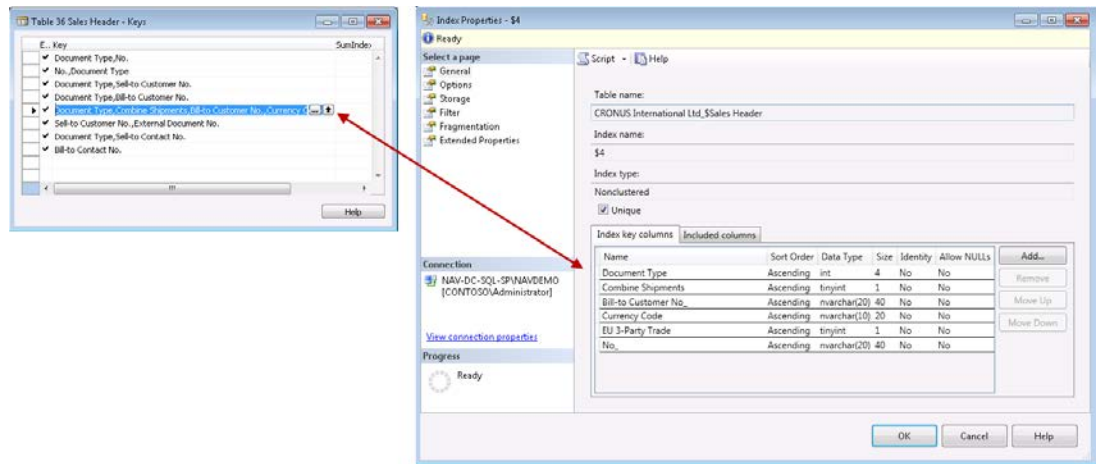 Table 36 Sales Header - Keys
E.. Key SumIndex
Document Type,No.
No.,Document Type
Document Type,Sell-to Customer No.
Document Type,Bill-to Customer No.
Document Type,Combine Shipments,Bill-to Customer No.,Currency C
Sell-to Customer No.,External Document No.
Document Type,Sell-to Contact No.
Bill-to Contact No.
Help
Index Properties - $4
Ready
Select a page
General
Options
Storage
Filter
Fragmentation
Extended Properties
Connection
NAV-DC-SQL-SP\NAVDEMO
[CONTOSO\Administrator]
View connection properties
Progress
Ready
Script Help
Table name:
CRONUS International Ltd_$Sales Header
Index name:
$4
Index type:
Nonclustered
Unique
Index key columns Included columns
Name Sort Order Data Type Size Identity Allow NULLs
Document Type Ascending int 4 No No
Combine Shipments Ascending tinyint 1 No No
Bill-to Customer No_ Ascending nvarchar(20) 40 No No
Currency Code Ascending nvarchar(10) 20 No No
EU 3-Party Trade Ascending tinyint 1 No No
No_ Ascending nvarchar(20) 40 No No
Add...
Remove
Move Up
Move Down
OK Cancel Help